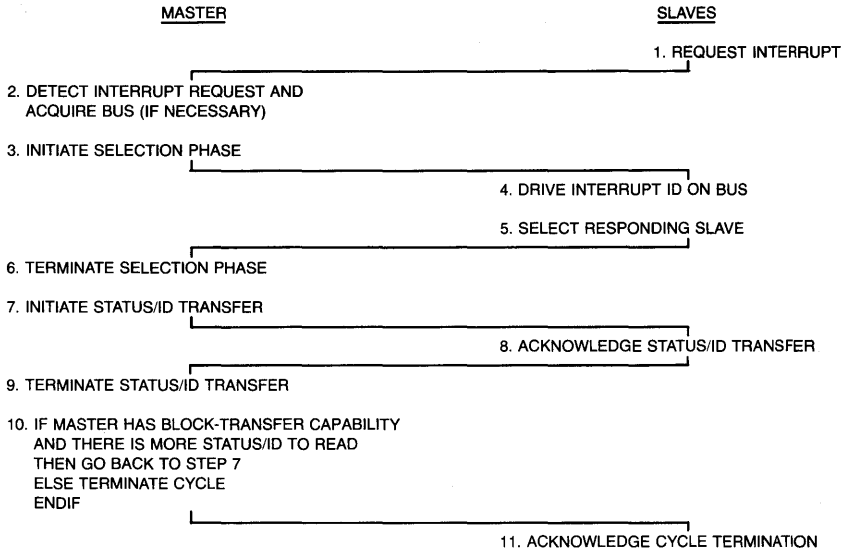 MASTER
SLAVES
1. REQUEST INTERRUPT
2. DETECT INTERRUPT REQUEST AND
ACQUIRE BUS (IF NECESSARY)
3. INITIATE SELECTION PHASE
4. DRIVE INTERRUPT ID ON BUS
5. SELECT RESPONDING SLAVE
6. TERMINATE SELECTION PHASE
7. INITIATE STATUS/ID TRANSFER
8. ACKNOWLEDGE STATUS/ID TRANSFER
9. TERMINATE STATUS/ID TRANSFER
10. IF MASTER HAS BLOCK-TRANSFER CAPABILITY
AND THERE IS MORE STATUS/ID TO READ
THEN GO BACK TO STEP 7
ELSE TERMINATE CYCLE
ENDIF
11. ACKNOWLEDGE CYCLE TERMINATION